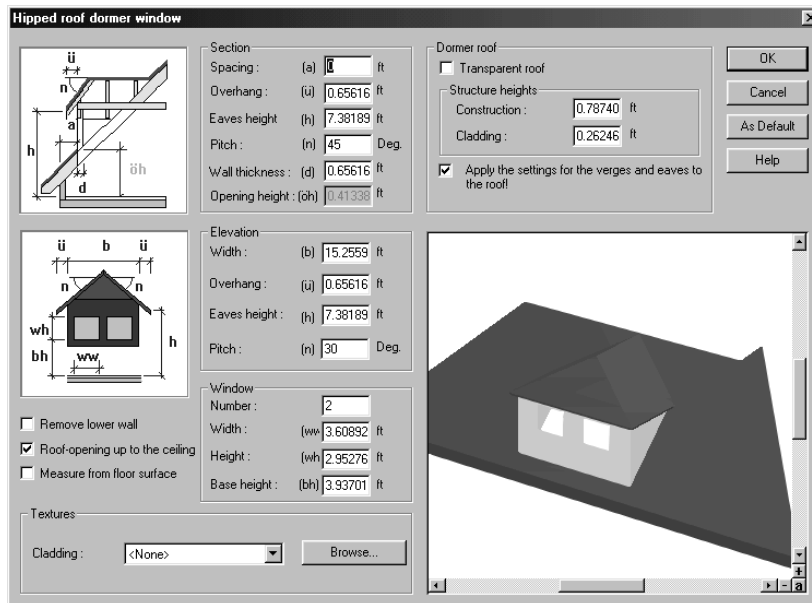 Hipped roof dormer window
ü
n
a
h
öh
d
Section
Spacing : (a) 0 ft
Overhang : (ü) 0.65616 ft
Eaves height (h) 7.38189 ft
Pitch : (n) 45 Deg.
Wall thickness : (d) 0.65616 ft
Opening height : (öh) 0.41338 ft
Dormer roof
Transparent roof
Structure heights
Construction : 0.78740 ft
Cladding : 0.26246 ft
Apply the settings for the verges and eaves to
the roof!
OK
Cancel
As Default
Help
ü b ü
n n
wh
bh
ww
h
Elevation
Width : (b) 15.2559 ft
Overhang : (ü) 0.65616 ft
Eaves height : (h) 7.38189 ft
Pitch : (n) 30 Deg.
Remove lower wall
Roof-opening up to the ceiling
Measure from floor surface
Window
Number : 2
Width : (ww 3.60892 ft
Height : (wh 2.95276 ft
Base height : (bh) 3.93701 ft
Textures
Cladding : <None> Browse...
+
- a